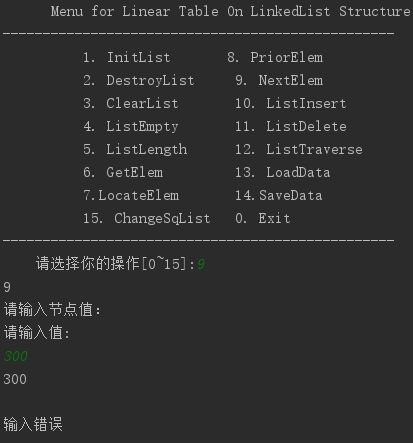 Menu for Linear Table On LinkedList Structure
-------------------------------------------------
1. InitList 8. PriorElem
2. DestroyList 9. NextElem
3. ClearList 10. ListInsert
4. ListEmpty 11. ListDelete
5. ListLength 12. ListTraverse
6. GetElem 13. LoadData
7.LocateElem 14.SaveData
15. ChangeSqList 0. Exit
-------------------------------------------------
请选择你的操作[0~15]:9
9
请输入节点值:
请输入值:
300
300
输入错误